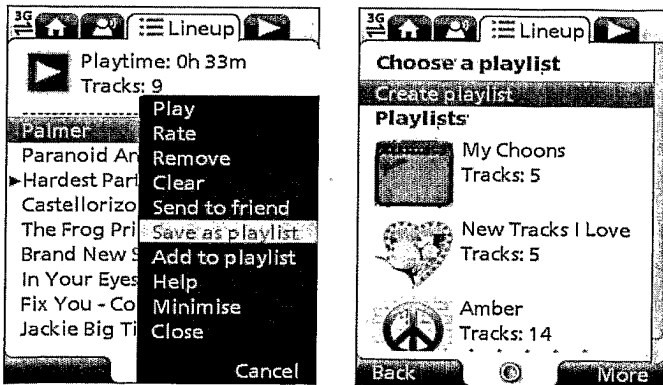 3G
Lineup
Playtime: 0h 33m
Tracks: 9
Palmer
Paranoid An
Hardest Part
Castellorizo
The Frog Pri
Brand New S
In Your Eyes
Fix You - Co
Jackie Big Ti
Play
Rate
Remove
Clear
Send to friend
Save as playlist
Add to playlist
Help
Minimise
Close
Cancel
3G
Lineup
Choose a playlist
Create playlist
Playlists
My Choons
Tracks: 5
New Tracks I Love
Tracks: 5
Amber
Tracks: 14
Back
More